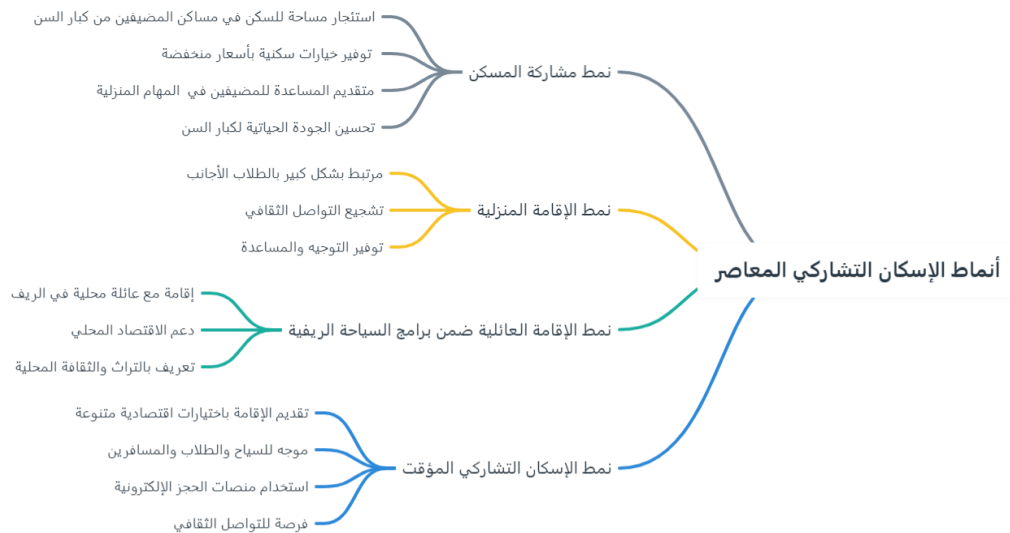 أنماط الإسكان التشاركي المعاصر
نمط مشاركة المسكن
استئجار مساحة للسكن في مساكن المضيفين من كبار السن
توفير خيارات سكنية بأسعار منخفضة
متقديم المساعدة للمضيفين في المهام المنزلية
تحسين الجودة الحياتية لكبار السن
نمط الإقامة المنزلية
مرتبط بشكل كبير بالطلاب الأجانب
تشجيع التواصل الثقافي
توفير التوجيه والمساعدة
نمط الإقامة العائلية ضمن برامج السياحة الريفية
إقامة مع عائلة محلية في الريف
دعم الاقتصاد المحلي
تعريف بالتراث والثقافة المحلية
نمط الإسكان التشاركي المؤقت
تقديم الإقامة باختيارات اقتصادية متنوعة
موجه للسياح والطلاب والمسافرين
استخدام منصات الحجز الإلكترونية
فرصة للتواصل الثقافي